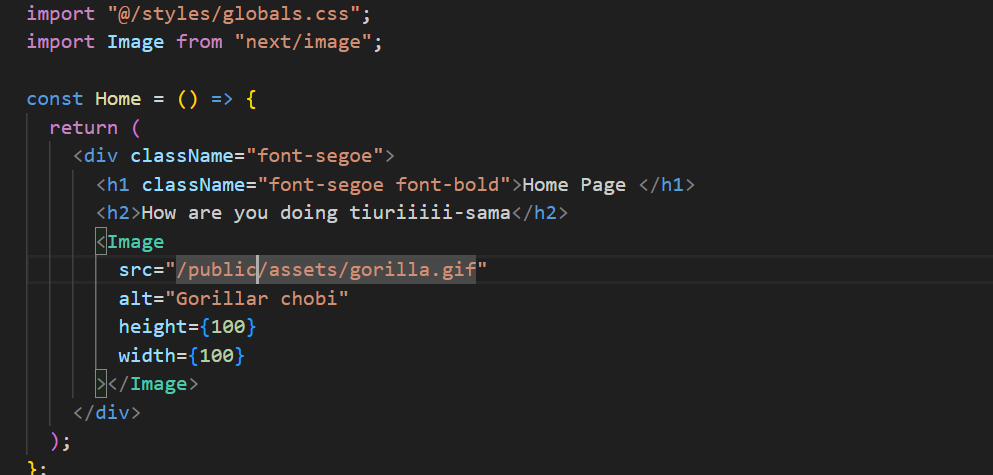 import "@/styles/globals.css";
import Image from "next/image";
const Home = () => {
return (
<div className="font-segoe">
<h1 className="font-segoe font-bold">Home Page </h1>
<h2>How are you doing tiuriiiii-sama</h2>
<Image
src="/public/assets/gorilla.gif"
alt="Gorillar chobi"
height={100}
width={100}
></Image>
</div>
);
};